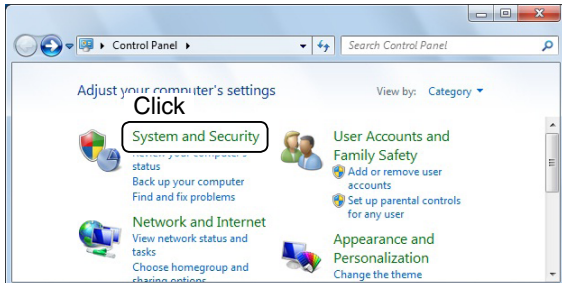 Control Panel
Search Control Panel
Adjust your computer's settings
View by: Category
Click
System and Security
status
Back up your computer
Find and fix problems
Network and Internet
View network status and
tasks
Choose homegroup and
sharing options
User Accounts and
Family Safety
Add or remove user
accounts
Set up parental controls
for any user
Appearance and
Personalization
Change the theme